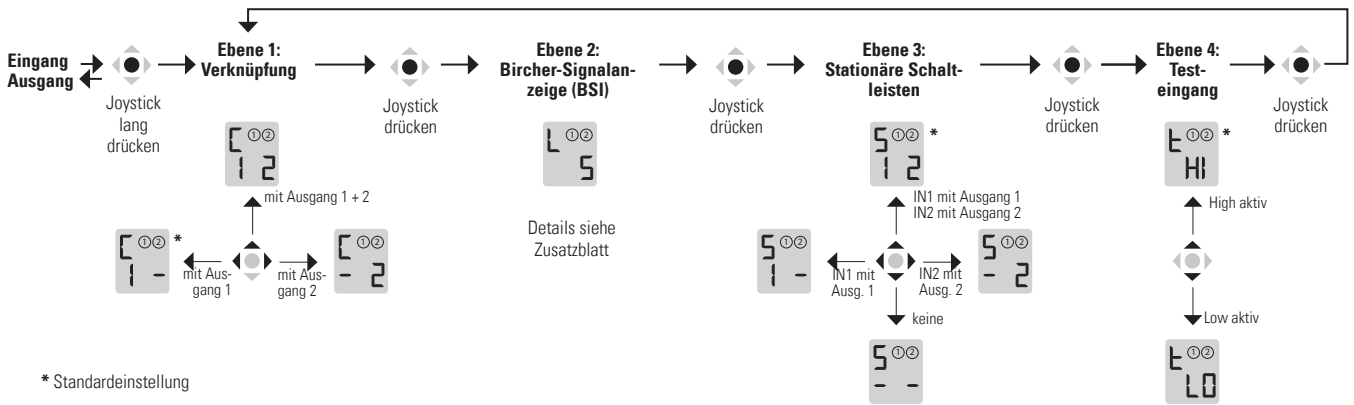 Eingang
Ausgang
Joystick
lang
drücken
Ebene 1:
Verknüpfung
C ①②
1 2
mit Ausgang 1 + 2
C ①② *
1 -
mit Aus-
gang 1
mit Aus-
gang 2
C ①②
- 2
Joystick
drücken
Ebene 2:
Bircher-Signalan-
zeige (BSI)
L ①②
5
Details siehe
Zusatzblatt
Joystick
drücken
Ebene 3:
Stationäre Schalt-
leisten
S ①② *
1 2
IN1 mit Ausgang 1
IN2 mit Ausgang 2
S ①②
1 -
IN1 mit
Ausg. 1
IN2 mit
Ausg. 2
S ①②
- 2
keine
S ①②
- -
Joystick
drücken
Ebene 4:
Test-
eingang
t ①② *
HI
High aktiv
Low aktiv
t ①②
LO
Joystick
drücken
* Standardeinstellung